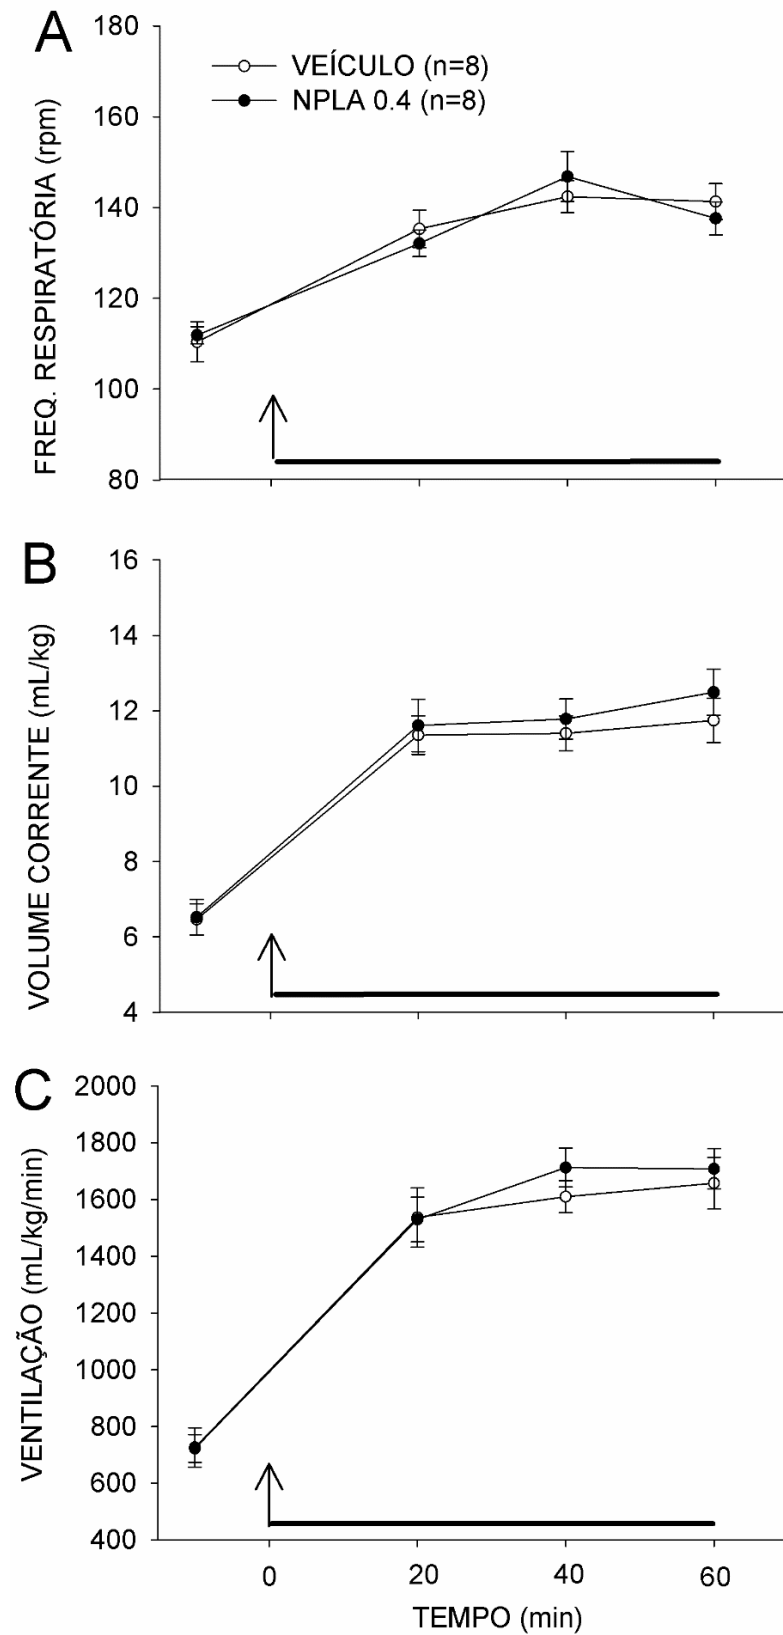 A
FREQ. RESPIRATÓRIA (rpm)
180
160
140
120
100
80
VEÍCULO (n=8)
NPLA 0.4 (n=8)
B
VOLUME CORRENTE (mL/kg)
16
14
12
10
8
6
4
C
VENTILAÇÃO (mL/kg/min)
2000
1800
1600
1400
1200
1000
800
600
400
0 20 40 60
TEMPO (min)